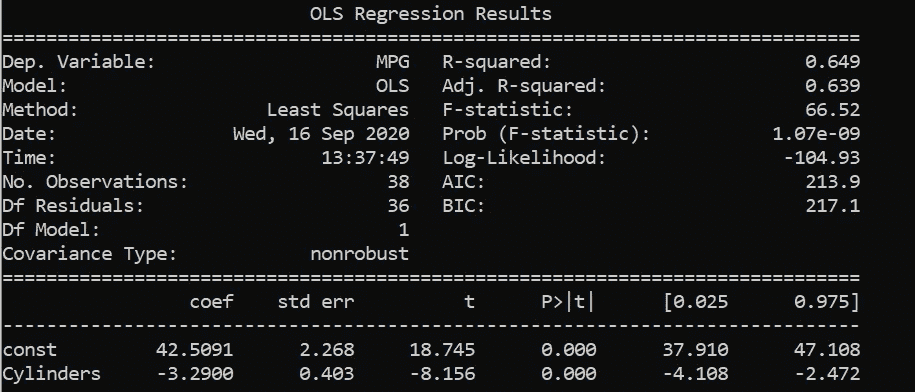 OLS Regression Results
==============================================================================
Dep. Variable: MPG R-squared: 0.649
Model: OLS Adj. R-squared: 0.639
Method: Least Squares F-statistic: 66.52
Date: Wed, 16 Sep 2020 Prob (F-statistic): 1.07e-09
Time: 13:37:49 Log-Likelihood: -104.93
No. Observations: 38 AIC: 213.9
Df Residuals: 36 BIC: 217.1
Df Model: 1
Covariance Type: nonrobust
==============================================================================
coef std err t P>|t| [0.025 0.975]
------------------------------------------------------------------------------
const 42.5091 2.268 18.745 0.000 37.910 47.108
Cylinders -3.2900 0.403 -8.156 0.000 -4.108 -2.472